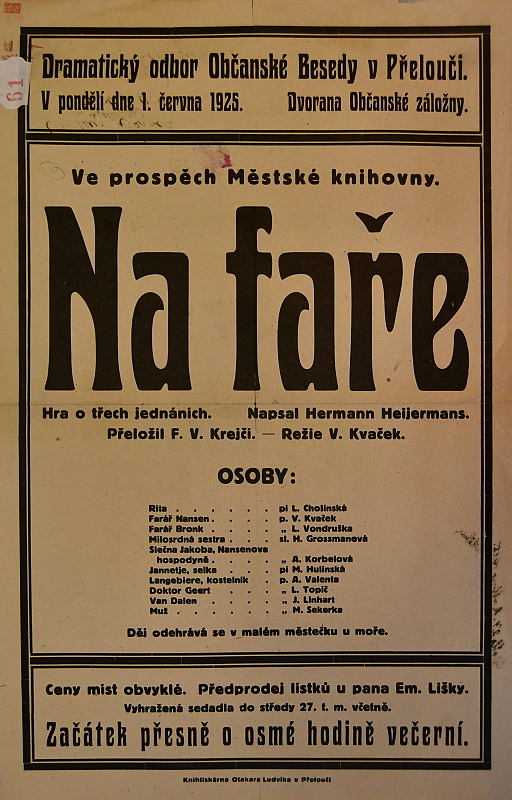 61
Dramatický odbor Občanské Besedy v Přelouči.
V pondělí dne 1. června 1925. Dvorana Občanské záložny.
Ve prospěch Městské knihovny.
Na faře
Hra o třech jednáních. Napsal Hermann Heijermans.
Přeložil F. V. Krejčí. — Režie V. Kvaček.
OSOBY:
Rita . . . . . pí L. Cholínská
Farář Nansen . . . . p. V. Kvaček
Farář Bronk . . . . „ L. Vondruška
Milosrdná sestra . . . sl. H. Grossmanová
Slečna Jakoba, Nansenova
hospodyně . . . . „ A. Korbelová
Jannetje, selka . . . pí M. Hulinská
Langebiere, kostelník . p. A. Valenta
Doktor Geert . . . . „ L. Topič
Van Dalen . . . . „ J. Linhart
Muž . . . . . „ M. Sekerka
Děj odehrává se v malém městečku u moře.
Ceny míst obvyklé. Předprodej lístků u pana Em. Lišky.
Vyhražená sedadla do středy 27. t. m. včetně.
Začátek přesně o osmé hodině večerní.
Knihtiskárna Otakara Ludvíka v Přelouči